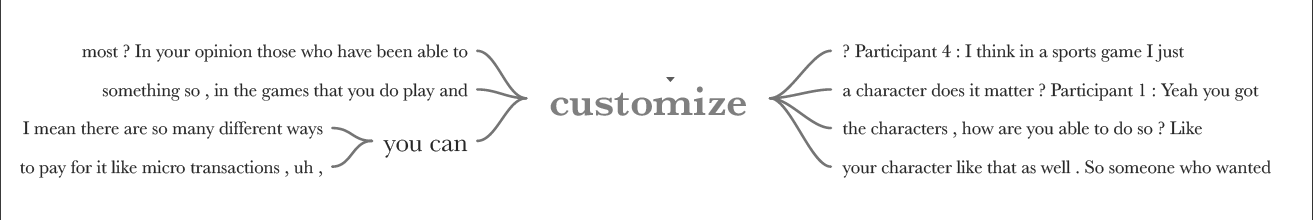 most ? In your opinion those who have been able to
something so , in the games that you do play and
I mean there are so many different ways
to pay for it like micro transactions , uh ,
you can
customize
? Participant 4 : I think in a sports game I just
a character does it matter ? Participant 1 : Yeah you got
the characters , how are you able to do so ? Like
your character like that as well . So someone who wanted